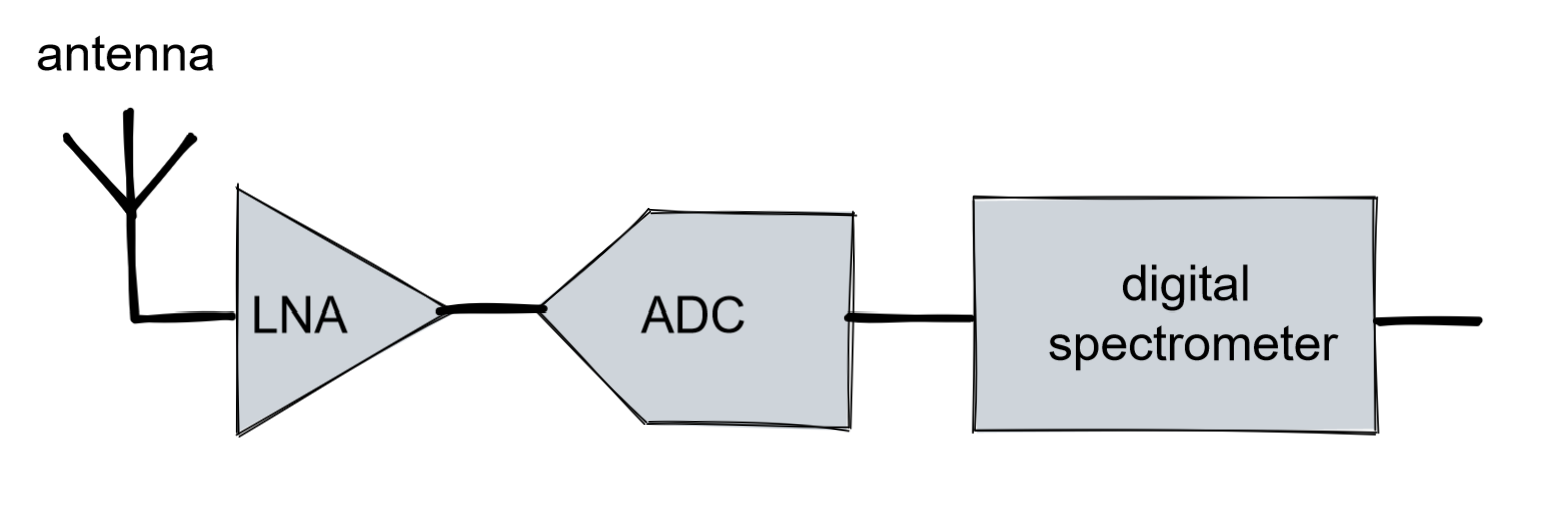 antenna
LNA
ADC
digital
spectrometer